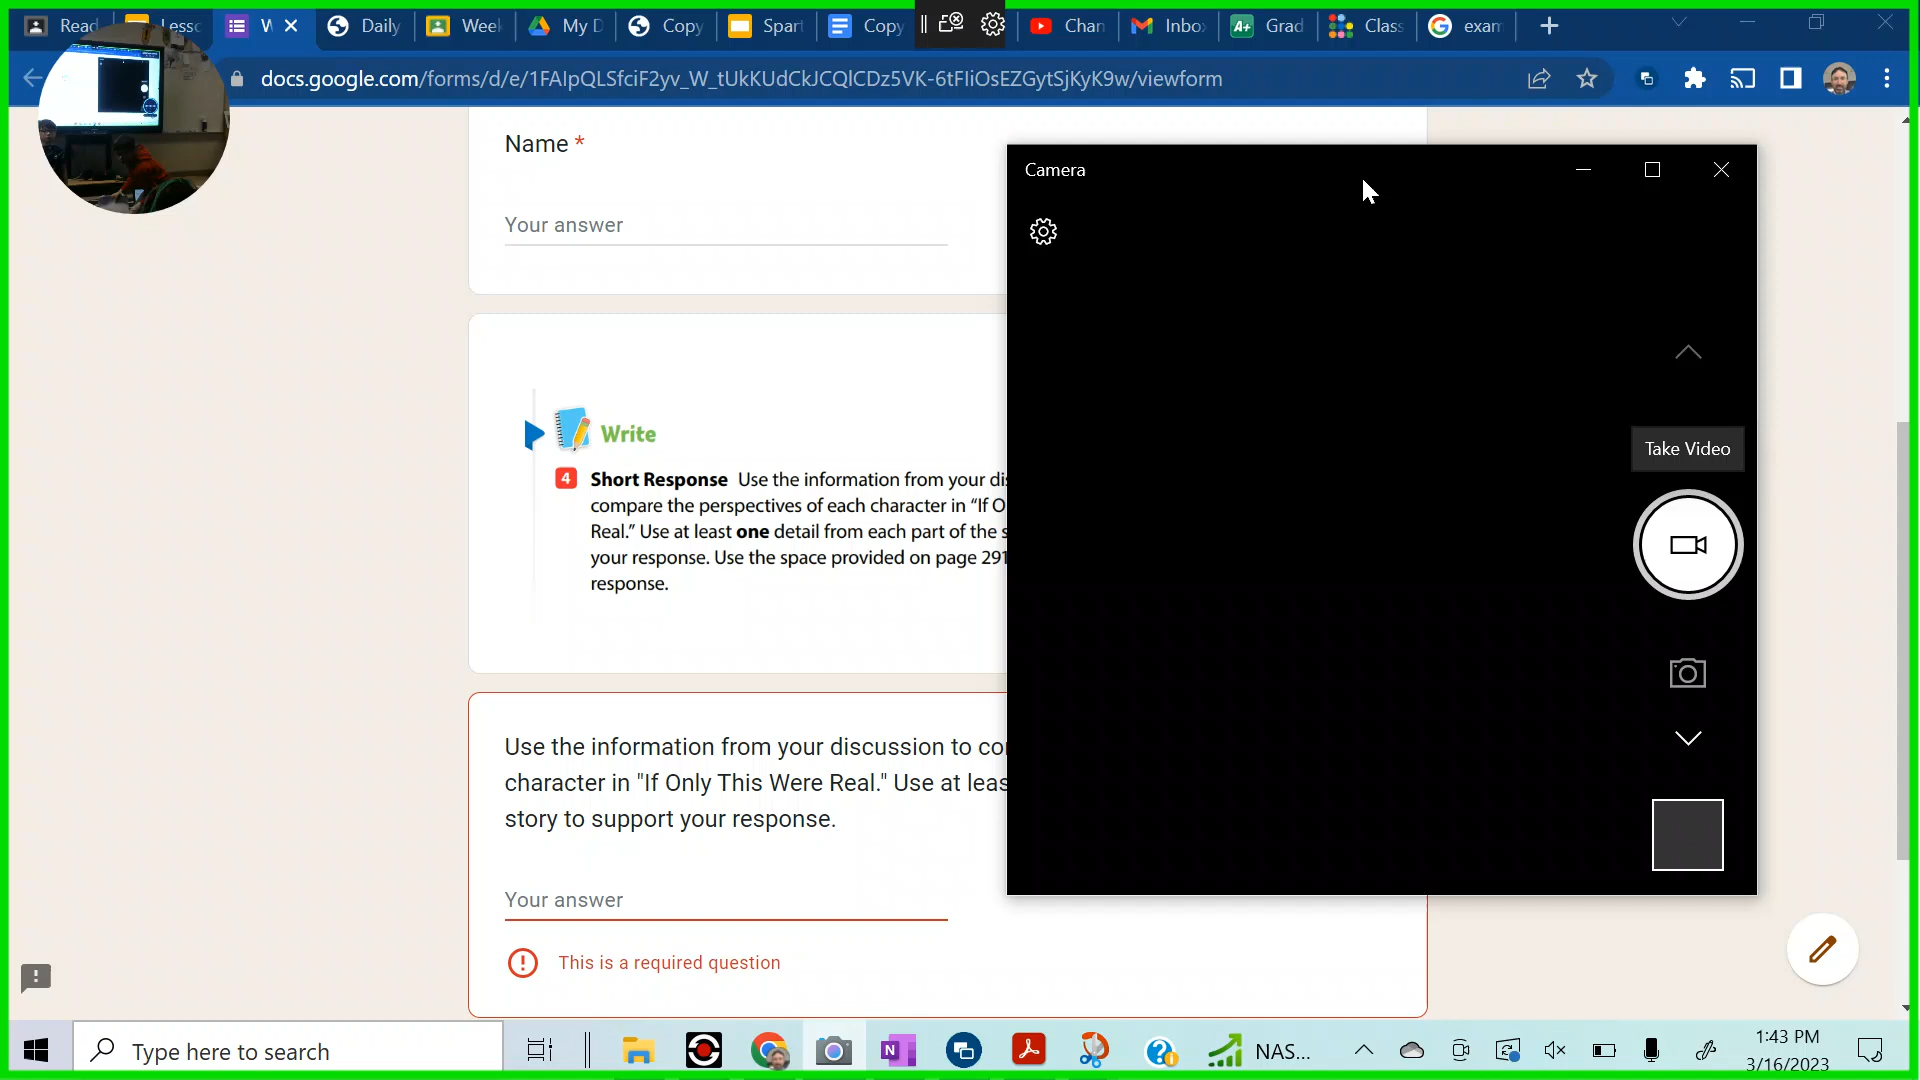 Read
Lesso
W
Daily
Week
My D
Copy
Spart
Copy
Chan
Inbo
A+ Grad
Class
exam
docs.google.com/forms/d/e/1FAIpQLSfciF2yv_W_tUkKUdCkJCQlCDz5VK-6tFIiOsEZGytSjKyK9w/viewform
Name *
Your answer
Camera
Write
4 Short Response Use the information from your dis
compare the perspectives of each character in “If O
Real.” Use at least one detail from each part of the s
your response. Use the space provided on page 291
response.
Take Video
Use the information from your discussion to co
character in "If Only This Were Real." Use at leas
story to support your response.
Your answer
This is a required question
Type here to search
NAS...
1:43 PM
3/16/2023